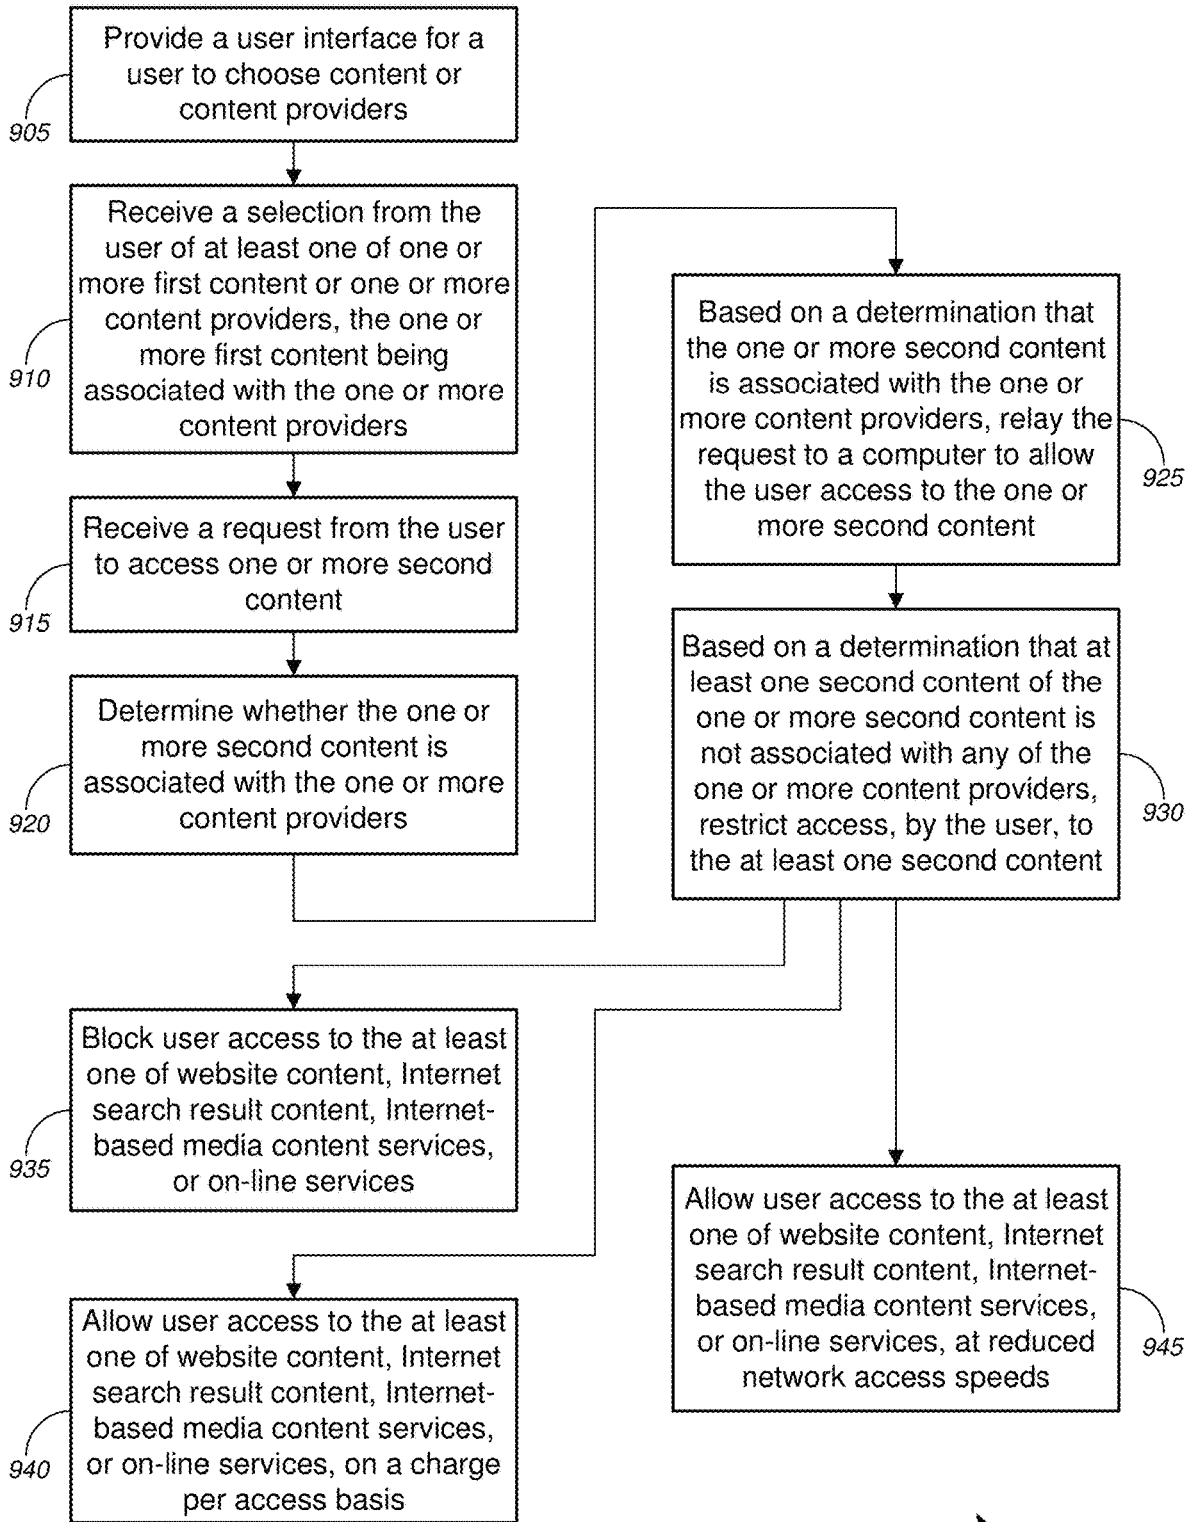 Provide a user interface for a
user to choose content or
content providers
905
Receive a selection from the
user of at least one of one or
more first content or one or more
content providers, the one or
more first content being
associated with the one or more
content providers
910
Receive a request from the user
to access one or more second
content
915
Determine whether the one or
more second content is
associated with the one or more
content providers
920
Based on a determination that
the one or more second content
is associated with the one or
more content providers, relay the
request to a computer to allow
the user access to the one or
more second content
925
Based on a determination that at
least one second content of the
one or more second content is
not associated with any of the
one or more content providers,
restrict access, by the user, to
the at least one second content
930
Block user access to the at least
one of website content, Internet
search result content, Internet-
based media content services,
or on-line services
935
Allow user access to the at least
one of website content, Internet
search result content, Internet-
based media content services,
or on-line services, on a charge
per access basis
940
Allow user access to the at least
one of website content, Internet
search result content, Internet-
based media content services,
or on-line services, at reduced
network access speeds
945